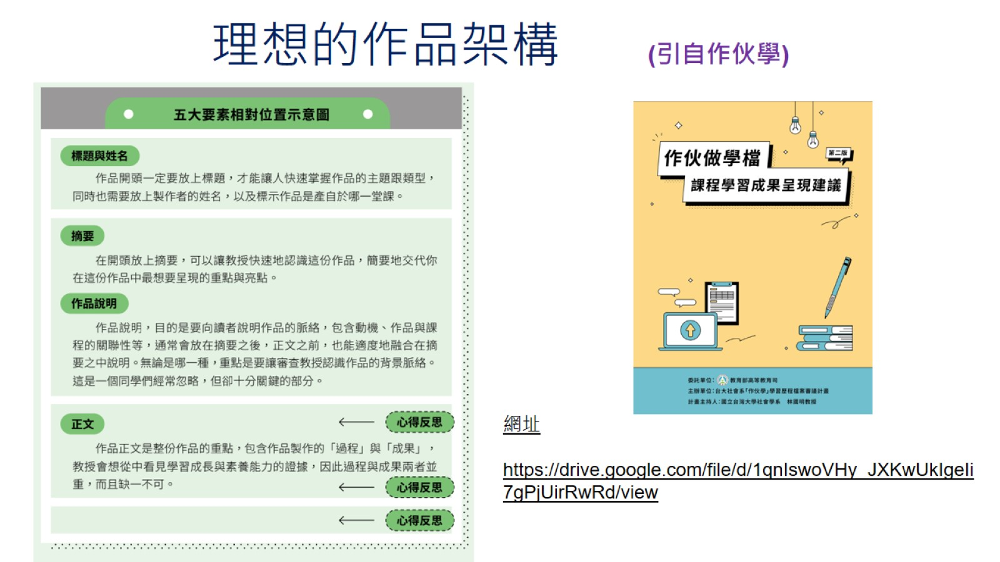 理想的作品架構
(引自作伙學)
五大要素相對位置示意圖
標題與姓名
作品開頭一定要放上標題，才能讓人快速掌握作品的主題跟類型，
同時也需要放上製作者的姓名，以及標示作品是產自於哪一堂課。
摘要
在開頭放上摘要，可以讓教授快速地認識這份作品，簡要地交代你
在這份作品中最想要呈現的重點與亮點。
作品說明
作品說明，目的是要向讀者說明作品的脈絡，包含動機、作品與課
程的關聯性等，通常會放在摘要之後，正文之前，也能適度地融合在摘
要之中說明。無論是哪一種，重點是要讓審查教授認識作品的背景脈絡。
這是一個同學們經常忽略，但卻十分關鍵的部分。
正文
心得反思
作品正文是整份作品的重點，包含作品製作的「過程」與「成果」，
教授會想從中看見學習成長與素養能力的證據，因此過程與成果兩者並
重，而且缺一不可。
心得反思
心得反思
作伙做學檔
第二版
課程學習成果呈現建議
委託單位：教育部高等教育司
主辦單位：台大社會系「作伙學」學習歷程檔案審議計畫
計畫主持人：國立台灣大學社會學系 林國明教授
網址
https://drive.google.com/file/d/1qnIswoVHy_JXKwUkIgeIi
7gPjUirRwRd/view